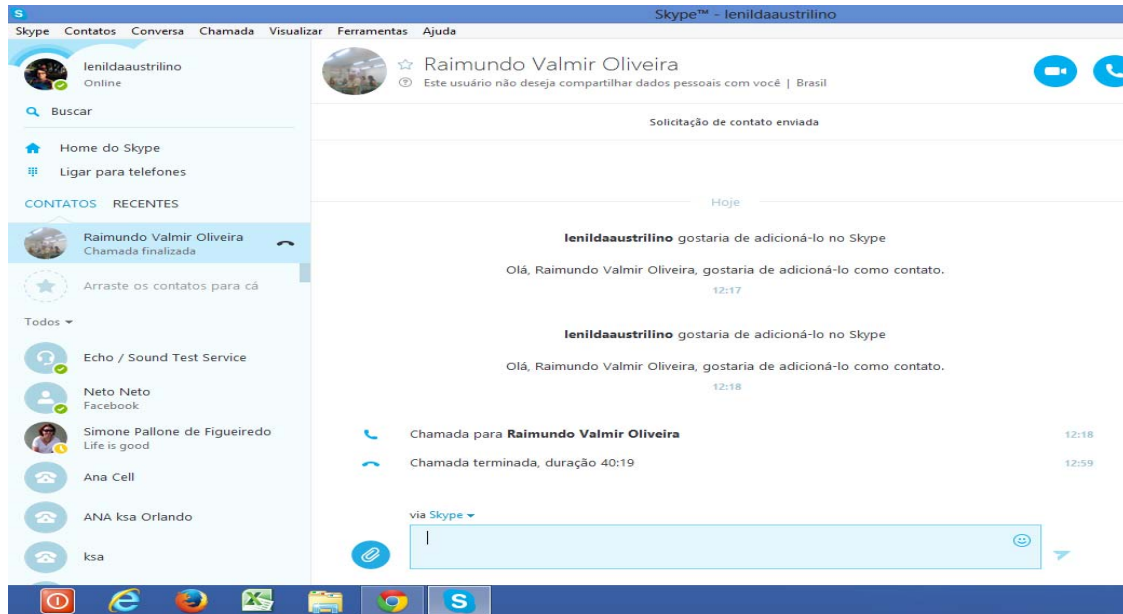 Skype™ - lenildaaustrilino
Skype Contatos Conversa Chamada Visualizar Ferramentas Ajuda
lenildaaustrilino
Online
Buscar
Home do Skype
Ligar para telefones
CONTATOS RECENTES
Raimundo Valmir Oliveira
Chamada finalizada
Arraste os contatos para cá
Todos
Echo / Sound Test Service
Neto Neto
Facebook
Simone Pallone de Figueiredo
Life is good
Ana Cell
ANA ksa Orlando
ksa
Raimundo Valmir Oliveira
Este usuário não deseja compartilhar dados pessoais com você | Brasil
Solicitação de contato enviada
Hoje
lenildaaustrilino gostaria de adicioná-lo no Skype
Olá, Raimundo Valmir Oliveira, gostaria de adicioná-lo como contato.
12:17
lenildaaustrilino gostaria de adicioná-lo no Skype
Olá, Raimundo Valmir Oliveira, gostaria de adicioná-lo como contato.
12:18
Chamada para Raimundo Valmir Oliveira 12:18
Chamada terminada, duração 40:19 12:59
via Skype